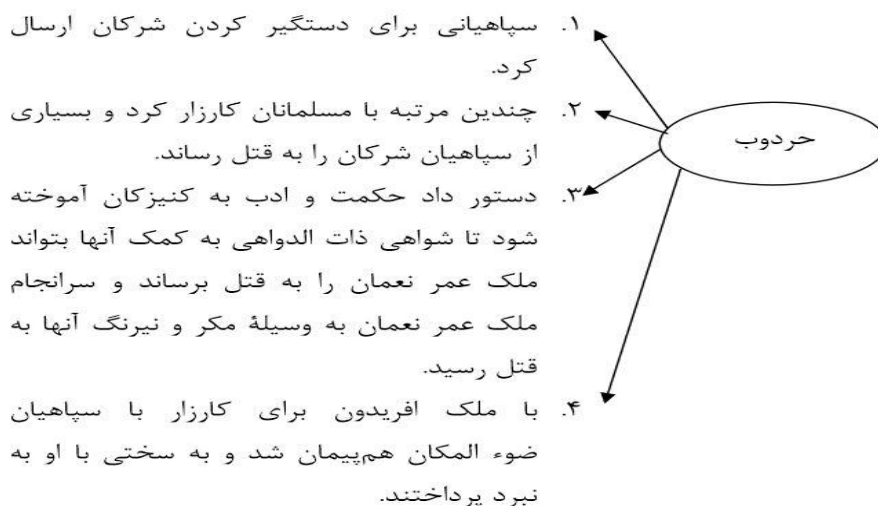 ۱. سپاهیانی برای دستگیر کردن شرکان ارسال
کرد.
۲. چندین مرتبه با مسلمانان کارزار کرد و بسیاری
از سپاهیان شرکان را به قتل رساند.
حردوب
۳. دستور داد حکمت و ادب به کنیزکان آموخته
شود تا شواهی ذات الدواهی به کمک آنها بتواند
ملک عمر نعمان را به قتل برساند و سرانجام
ملک عمر نعمان به وسیلۀ مکر و نیرنگ آنها به
قتل رسید.
۴. با ملک افریدون برای کارزار با سپاهیان
ضوء المکان هم‌پیمان شد و به سختی با او به
نبرد پرداختند.